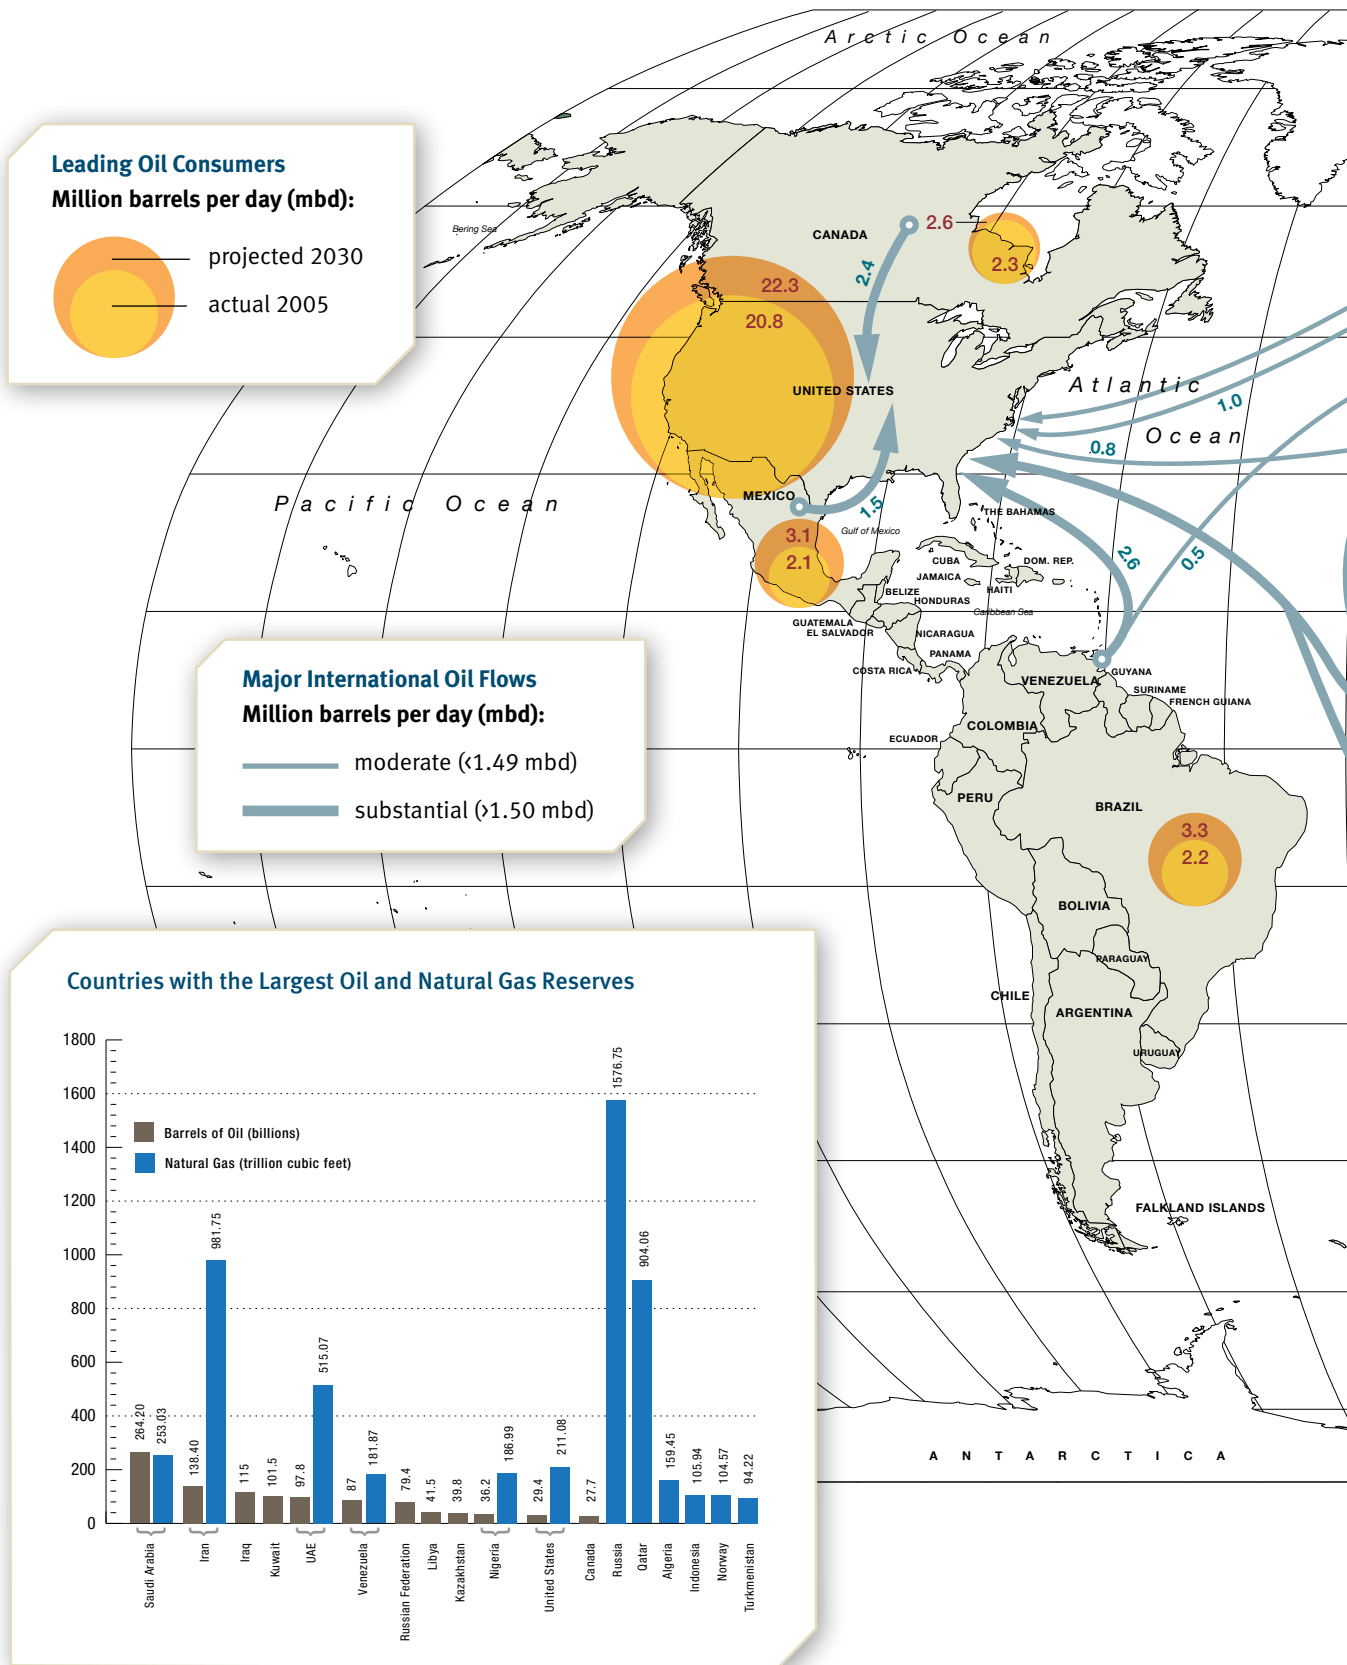 Arctic Ocean
Leading Oil Consumers
Million barrels per day (mbd):
projected 2030
actual 2005
Bering Sea
CANADA
2.6
2.3
2.4
22.3
20.8
UNITED STATES
Atlantic
Ocean
1.0
0.8
Pacific Ocean
MEXICO
1.5
3.1
2.1
Gulf of Mexico
THE BAHAMAS
2.6
0.5
CUBA
DOM. REP.
JAMAICA
HAITI
BELIZE
HONDURAS
Caribbean Sea
GUATEMALA
EL SALVADOR
NICARAGUA
PANAMA
COSTA RICA
GUYANA
VENEZUELA
SURINAME
FRENCH GUIANA
COLOMBIA
ECUADOR
PERU
BRAZIL
3.3
2.2
BOLIVIA
PARAGUAY
CHILE
ARGENTINA
URUGUAY
FALKLAND ISLANDS
ANTARCTICA
Major International Oil Flows
Million barrels per day (mbd):
moderate (<1.49 mbd)
substantial (>1.50 mbd)
Countries with the Largest Oil and Natural Gas Reserves
1800
1600
1400
1200
1000
800
600
400
200
0
Barrels of Oil (billions)
Natural Gas (trillion cubic feet)
264.20
253.03
138.40
981.75
115
101.5
97.8
515.07
87
181.87
79.4
41.5
39.8
36.2
186.99
29.4
211.08
27.7
1576.75
904.06
159.45
105.94
104.57
94.22
Saudi Arabia
Iran
Iraq
Kuwait
UAE
Venezuela
Russian Federation
Libya
Kazakhstan
Nigeria
United States
Canada
Russia
Qatar
Algeria
Indonesia
Norway
Turkmenistan